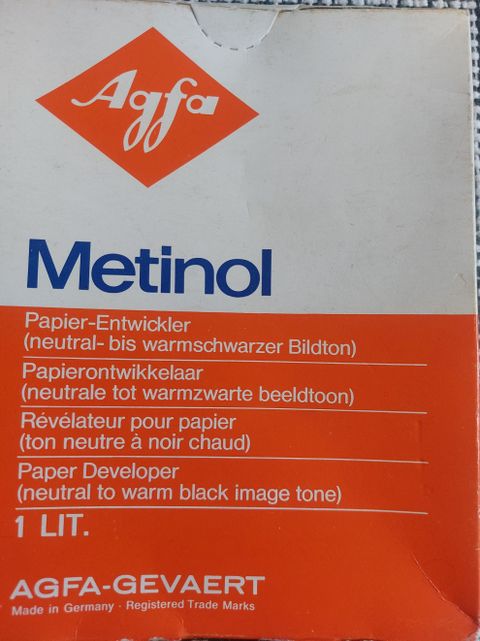 Agfa
Metinol
Papier-Entwickler
(neutral- bis warmschwarzer Bildton)
Papierontwikkelaar
(neutrale tot warmzwarte beeldtoon)
Révélateur pour papier
(ton neutre à noir chaud)
Paper Developer
(neutral to warm black image tone)
1 LIT.
AGFA-GEVAERT
Made in Germany · Registered Trade Marks